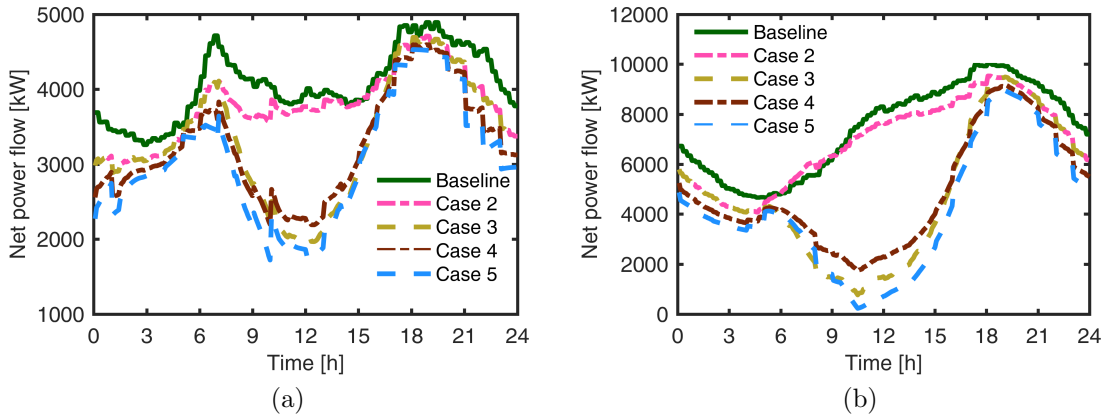 5000
4000
3000
2000
1000
Net power flow [kW]
0 3 6 9 12 15 18 21 24
Time [h]
Baseline
Case 2
Case 3
Case 4
Case 5
(a)
12000
10000
8000
6000
4000
2000
0
Net power flow [kW]
0 3 6 9 12 15 18 21 24
Time [h]
Baseline
Case 2
Case 3
Case 4
Case 5
(b)